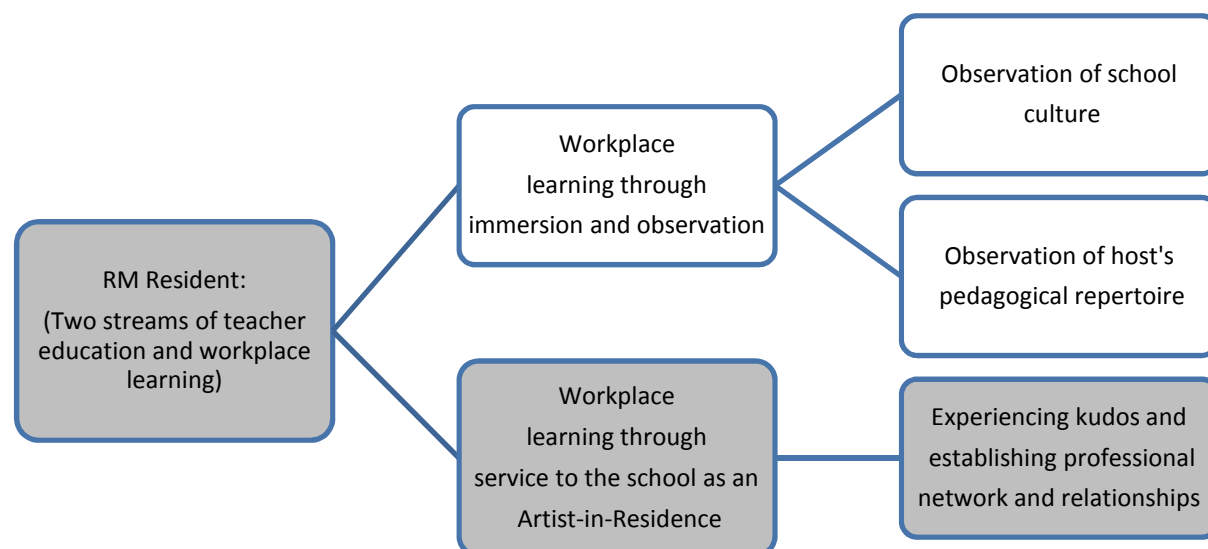 RM Resident:
(Two streams of teacher
education and workplace
learning)
Workplace
learning through
immersion and observation
Observation of school
culture
Observation of host's
pedagogical repertoire
Workplace
learning through
service to the school as an
Artist-in-Residence
Experiencing kudos and
establishing professional
network and relationships